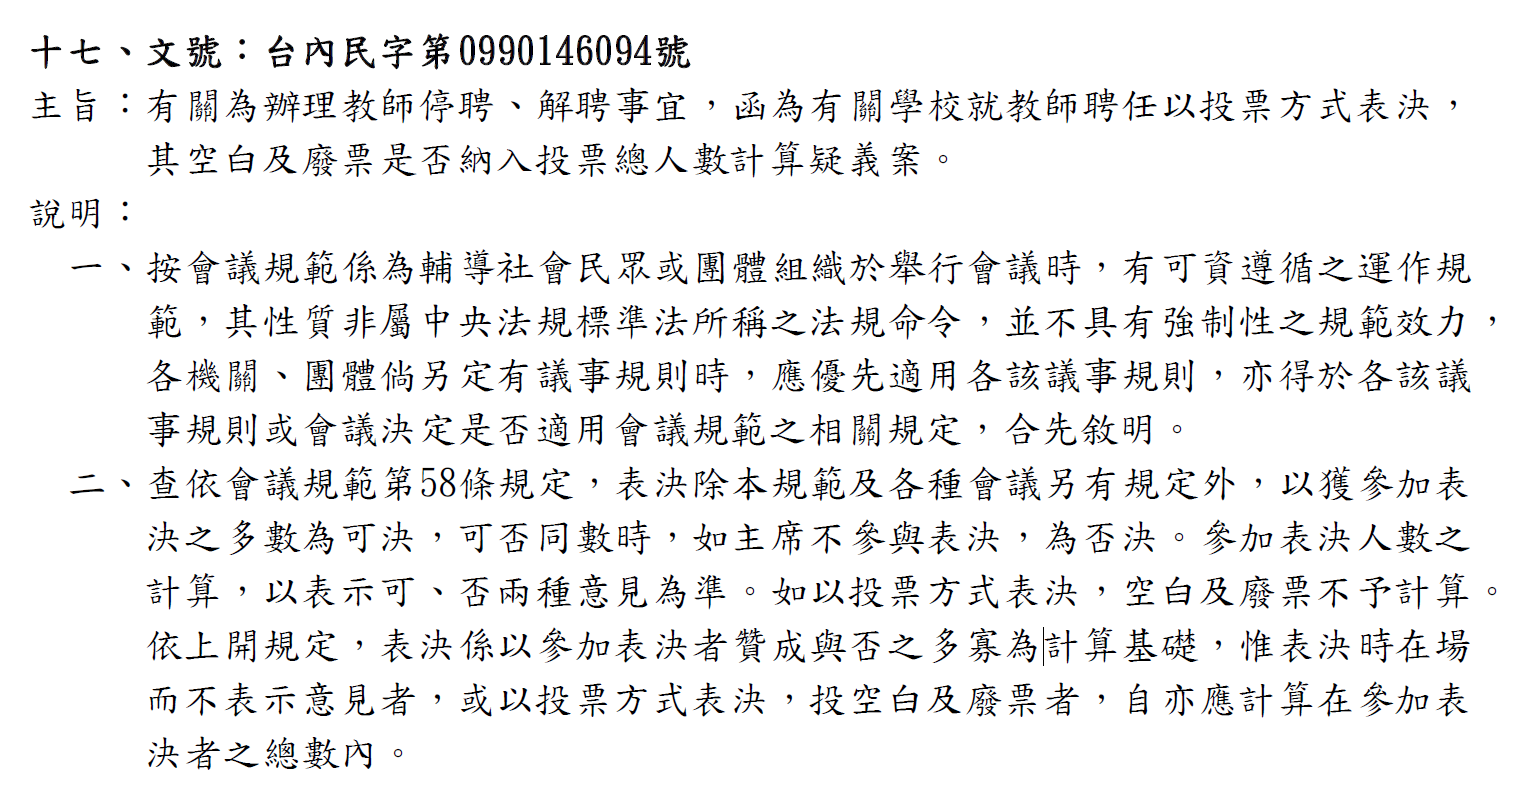 十七、文號：台內民字第0990146094號
主旨：有關為辦理教師停聘、解聘事宜，函為有關學校就教師聘任以投票方式表決，
其空白及廢票是否納入投票總人數計算疑義案。
說明：
一、按會議規範係為輔導社會民眾或團體組織於舉行會議時，有可資遵循之運作規
範，其性質非屬中央法規標準法所稱之法規命令，並不具有強制性之規範效力，
各機關、團體倘另定有議事規則時，應優先適用各該議事規則，亦得於各該議
事規則或會議決定是否適用會議規範之相關規定，合先敘明。
二、查依會議規範第58條規定，表決除本規範及各種會議另有規定外，以獲參加表
決之多數為可決，可否同數時，如主席不參與表決，為否決。參加表決人數之
計算，以表示可、否兩種意見為準。如以投票方式表決，空白及廢票不予計算。
依上開規定，表決係以參加表決者贊成與否之多寡為計算基礎，惟表決時在場
而不表示意見者，或以投票方式表決，投空白及廢票者，自亦應計算在參加表
決者之總數內。